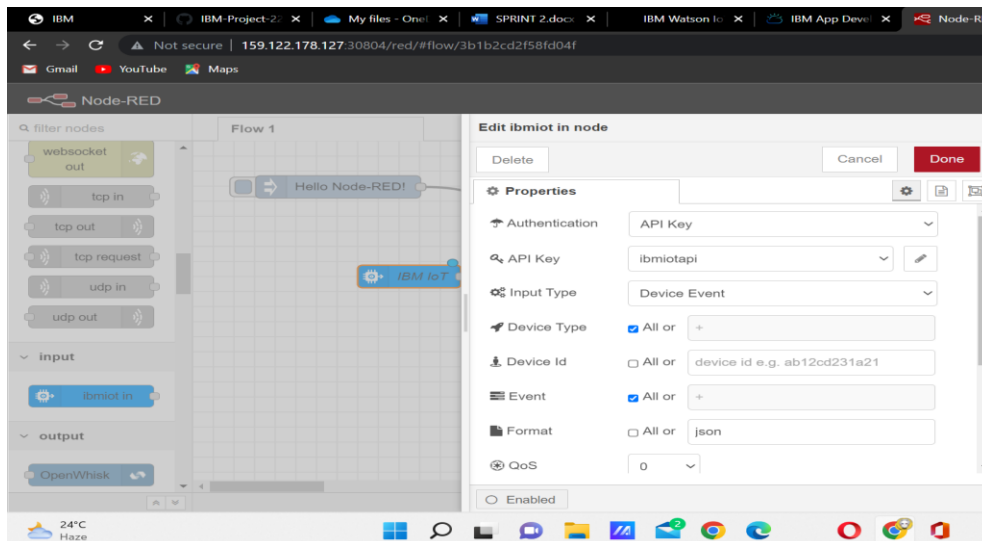 IBM
IBM-Project-22
My files - OneI
SPRINT 2.docx
IBM Watson Io
IBM App Devel
Node-R
Not secure | 159.122.178.127:30804/red/#flow/3b1b2cd2f58fd04f
Gmail YouTube Maps
Node-RED
filter nodes
Flow 1
Edit ibmiot in node
websocket
out
Delete Cancel Done
Properties
tcp in
Hello Node-RED!
Authentication API Key
tcp out
API Key ibmiotapi
tcp request
IBM IoT
udp in
Input Type Device Event
udp out
Device Type All or +
input
Device Id All or device id e.g. ab12cd231a21
ibmiot in
Event All or +
output
Format All or json
OpenWhisk
QoS 0
Enabled
24°C
Haze
2